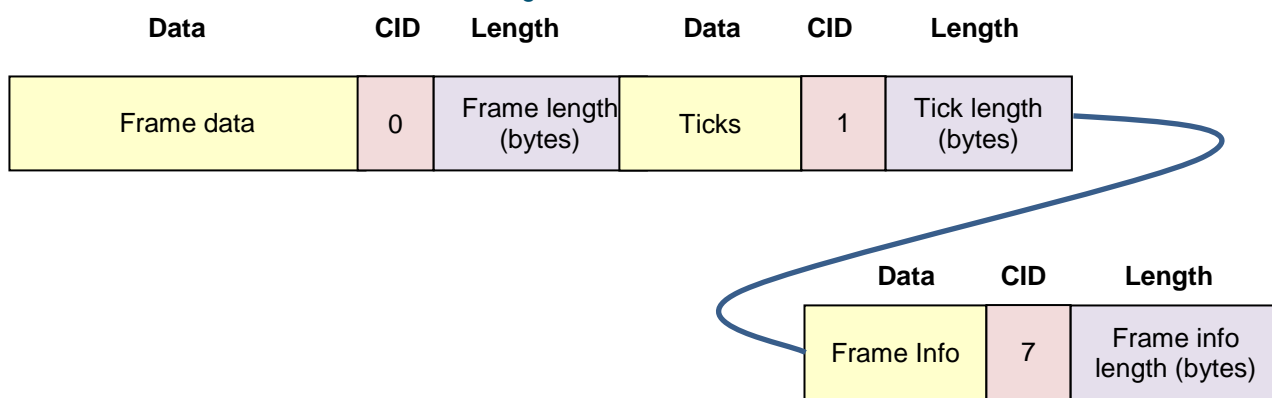 Data CID Length Data CID Length
Frame data 0 Frame length (bytes) Ticks 1 Tick length (bytes)
Data CID Length
Frame Info 7 Frame info length (bytes)